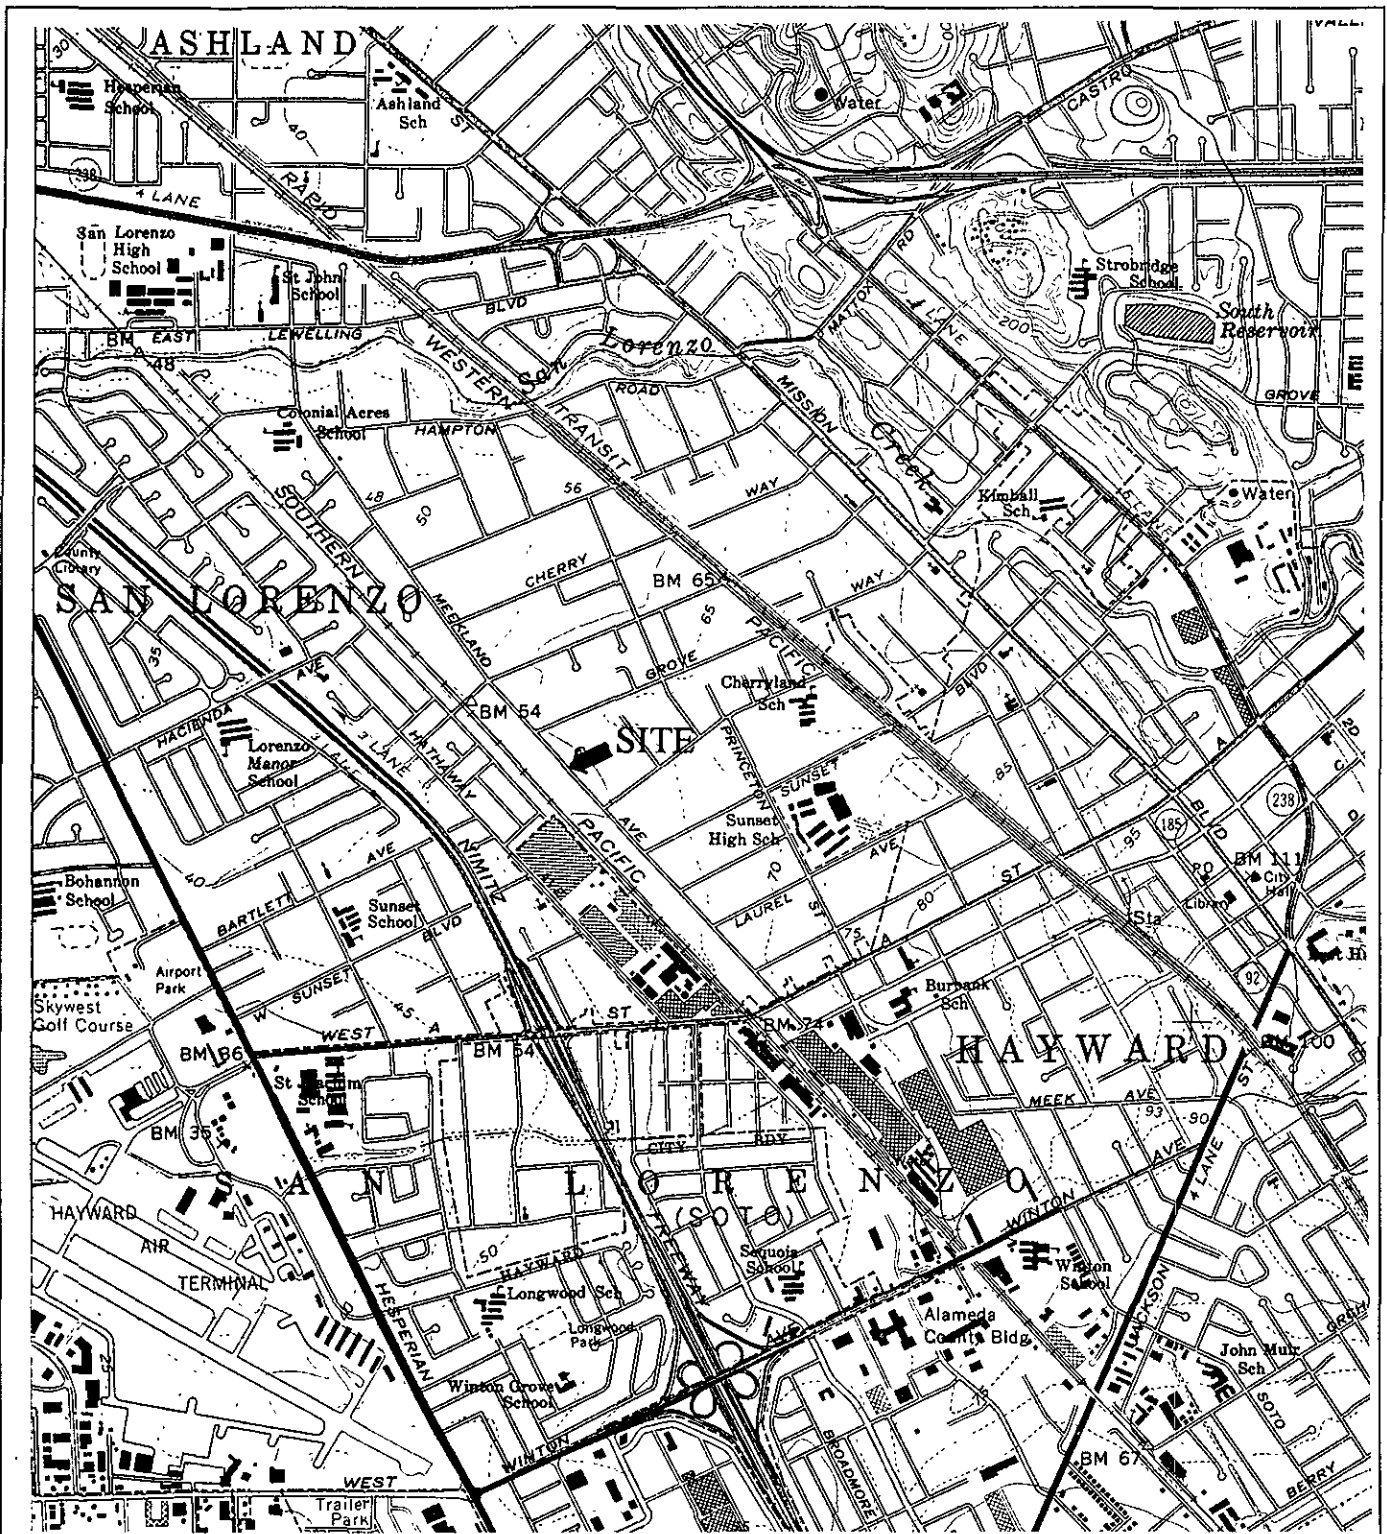 ASHLAND
30
Hesperian
School
40
Ashland
Sch
ST
Water
CASTRO
238
4 LANE
RAPID
San Lorenzo
High
School
St John
School
BLVD
RD
MATTOX
4 LANE
Strobridge
School
200
South
Reservoir
BM
EAST
LEWELLING
48
WESTERN
San
Lorenzo
ROAD
MISSION
GROVE
Colonial Acres
School
HAMPTON
TRANSIT
Creek
SOUTHERN
48
50
56
WAY
Kimball
Sch
Water
County
Library
SAN LORENZO
CHERRY
BM 65
WAY
MEEKLAND
65
PACIFIC
35
AVE
GROVE
Cherryland
Sch
BLVD
BM 54
HACIENDA
Lorenzo
Manor
School
3 LANE
HATHAWAY
SITE
PRINCETON
SUNSET
85
A
2D
C
238
Sunset
High Sch
AVE
AVE
PACIFIC
NIMITZ
185
BLVD
95
BM 111
City
Hall
PO
Library
40
AVE
Bohannon
School
BARTLETT
Sunset
School
BLVD
70
LAUREL
ST
80
ST
75
A
Sta
Airport
Park
Skywest
Golf Course
W
SUNSET
45
WEST
A
ST
Burbank
Sch
92
BM 86
BM 54
BM 74
HAYWARD
BM 100
St Joachim
School
ST
MEEK
AVE
93
90
BM 35
CITY
BDY
AVE
4 LANE
SAN LORENZO
(SOTO)
WINTON
HAYWARD
AIR
TERMINAL
50
HAYWARD
FREEWAY
Sequoia
School
Winton
School
HESPERIAN
Longwood Sch
Longwood
Park
AVE
Alameda
County Bldg
JACKSON
John Muir
Sch
25
Winton Grove
School
SOTO
BROADMORE
WINTON
BM 67
WEST
BERRY
Trailer
Park